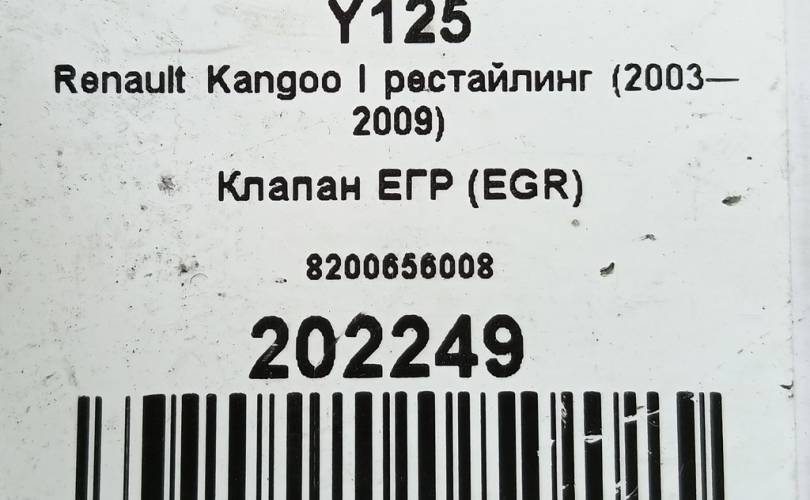 Y125
Renault Kangoo I рестайлинг (2003—
2009)
Клапан ЕГР (EGR)
8200656008
202249